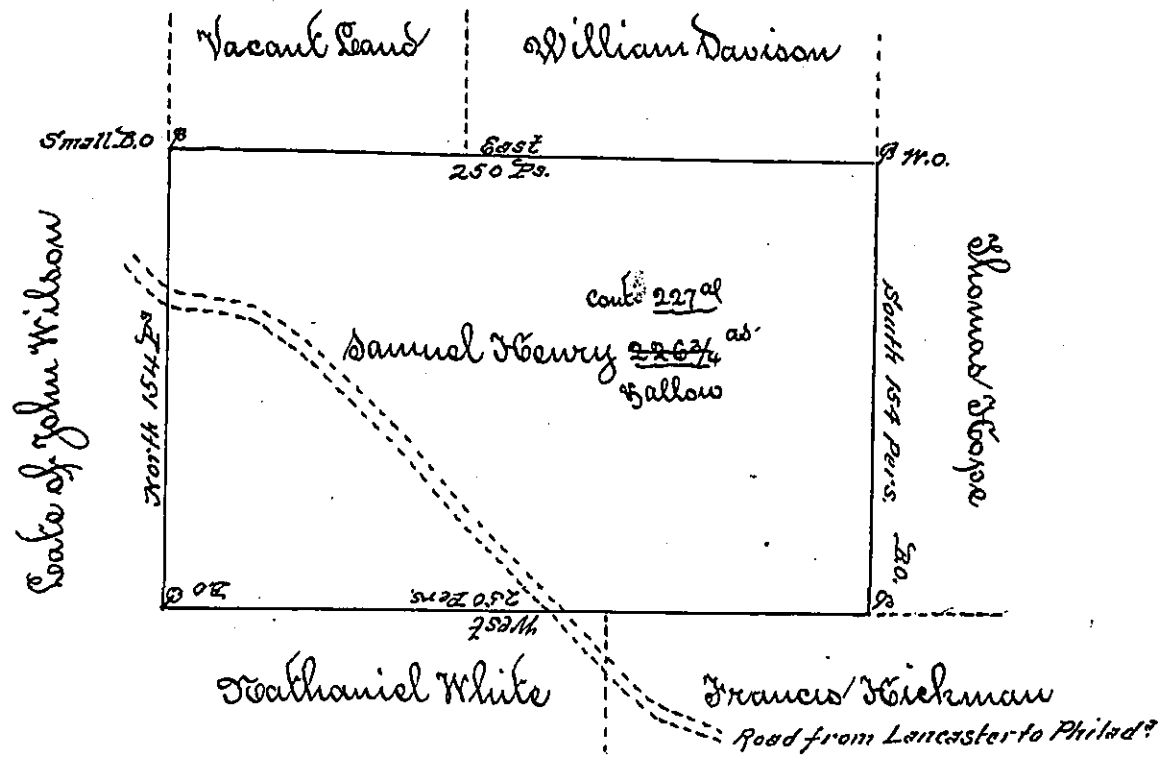 Vacant Land
William Davison
Small B.O
W.O.
East
250 Ps.
Late of John Wilson
North 154 Ps
cont. 227 as
Samuel Henry 226 3/4 as.
& allow
South 154 Pers.
Thomas Hope
B.O.
B.O
250 Pers.
West
Nathaniel White
Francis Hickman
Road from Lancaster to Philada.